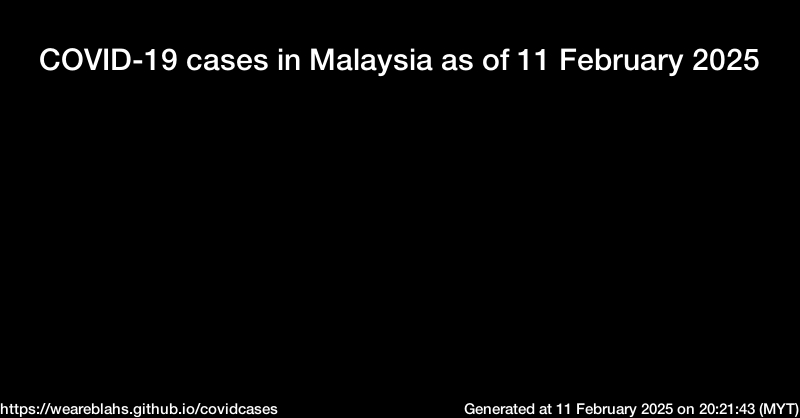 COVID-19 cases in Malaysia as of 11 February 2025
https://weareblahs.github.io/covidcases
Generated at 11 February 2025 on 20:21:43 (MYT)